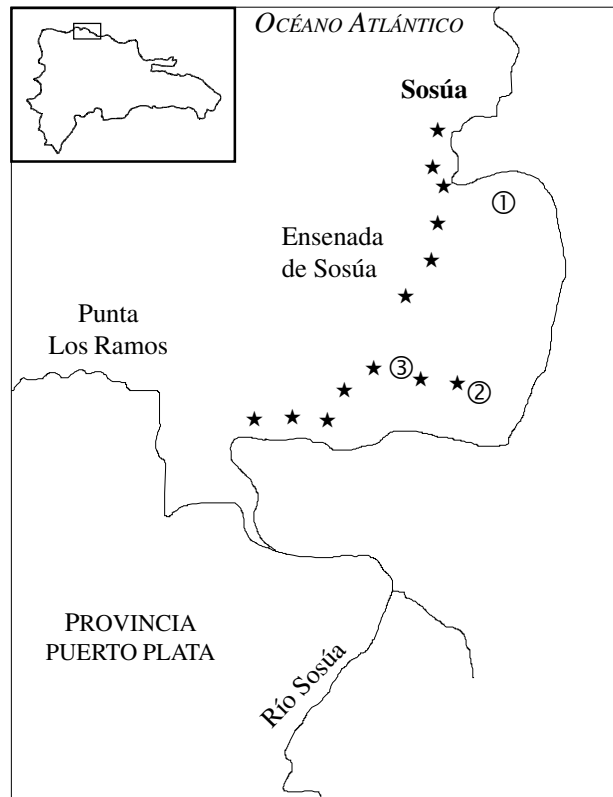 OCÉANO ATLÁNTICO
Sosúa
①
Ensenada
de Sosúa
Punta
Los Ramos
③
②
PROVINCIA
PUERTO PLATA
Río Sosúa